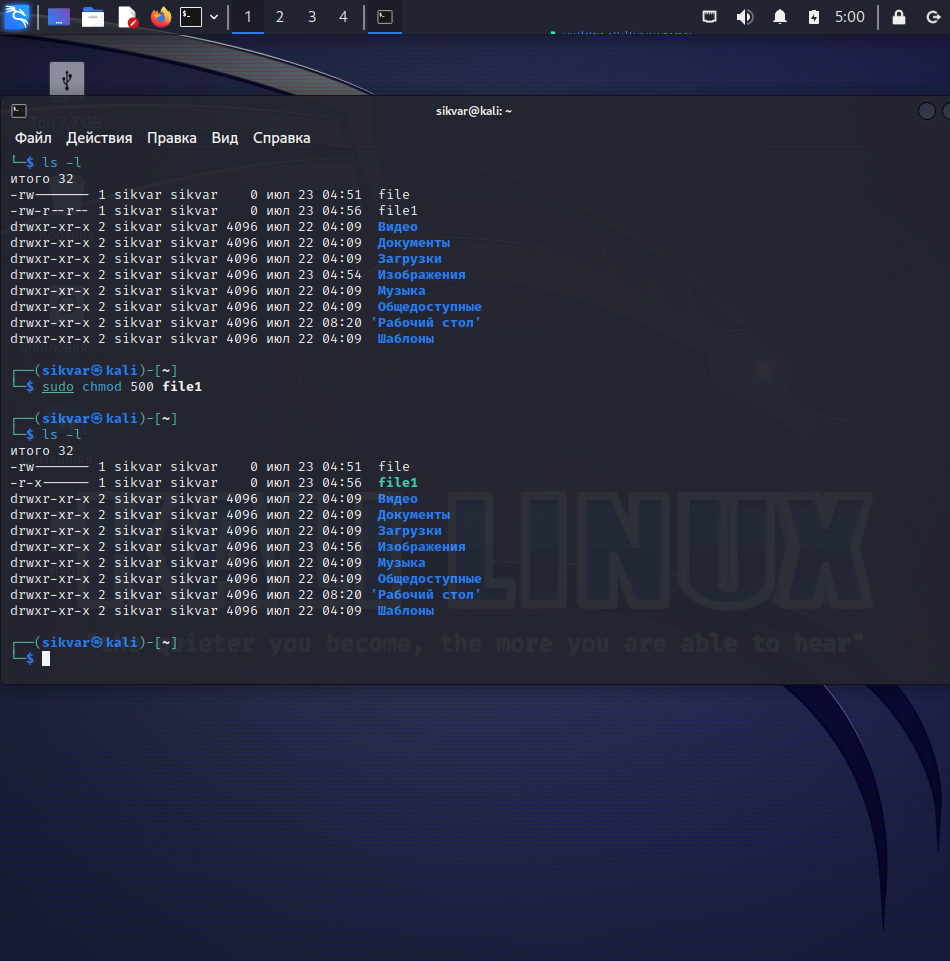 1 2 3 4 5:00
Том 7,7 GB
sikvar@kali: ~
Файл Действия Правка Вид Справка
└─$ ls -l
итого 32
-rw------- 1 sikvar sikvar    0 июл 23 04:51  file
-rw-r--r-- 1 sikvar sikvar    0 июл 23 04:56  file1
drwxr-xr-x 2 sikvar sikvar 4096 июл 22 04:09  Видео
drwxr-xr-x 2 sikvar sikvar 4096 июл 22 04:09  Документы
drwxr-xr-x 2 sikvar sikvar 4096 июл 22 04:09  Загрузки
drwxr-xr-x 2 sikvar sikvar 4096 июл 23 04:54  Изображения
drwxr-xr-x 2 sikvar sikvar 4096 июл 22 04:09  Музыка
drwxr-xr-x 2 sikvar sikvar 4096 июл 22 04:09  Общедоступные
drwxr-xr-x 2 sikvar sikvar 4096 июл 22 08:20 'Рабочий стол'
drwxr-xr-x 2 sikvar sikvar 4096 июл 22 04:09  Шаблоны
┌──(sikvar㉿kali)-[~]
└─$ sudo chmod 500 file1
┌──(sikvar㉿kali)-[~]
└─$ ls -l
итого 32
-rw------- 1 sikvar sikvar    0 июл 23 04:51  file
-r-x------ 1 sikvar sikvar    0 июл 23 04:56  file1
drwxr-xr-x 2 sikvar sikvar 4096 июл 22 04:09  Видео
drwxr-xr-x 2 sikvar sikvar 4096 июл 22 04:09  Документы
drwxr-xr-x 2 sikvar sikvar 4096 июл 22 04:09  Загрузки
drwxr-xr-x 2 sikvar sikvar 4096 июл 23 04:56  Изображения
drwxr-xr-x 2 sikvar sikvar 4096 июл 22 04:09  Музыка
drwxr-xr-x 2 sikvar sikvar 4096 июл 22 04:09  Общедоступные
drwxr-xr-x 2 sikvar sikvar 4096 июл 22 08:20 'Рабочий стол'
drwxr-xr-x 2 sikvar sikvar 4096 июл 22 04:09  Шаблоны
LINUX
┌──(sikvar㉿kali)-[~]
quieter you become, the more you are able to hear"
└─$